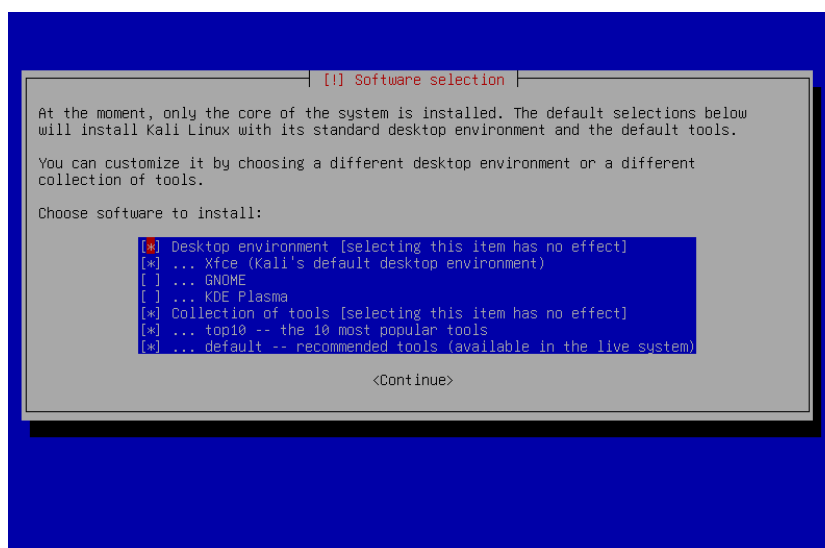 [!] Software selection
At the moment, only the core of the system is installed. The default selections below
will install Kali Linux with its standard desktop environment and the default tools.
You can customize it by choosing a different desktop environment or a different
collection of tools.
Choose software to install:
[*] Desktop environment [selecting this item has no effect]
[*] ... Xfce (Kali's default desktop environment)
[ ] ... GNOME
[ ] ... KDE Plasma
[*] Collection of tools [selecting this item has no effect]
[*] ... top10 -- the 10 most popular tools
[*] ... default -- recommended tools (available in the live system)
<Continue>